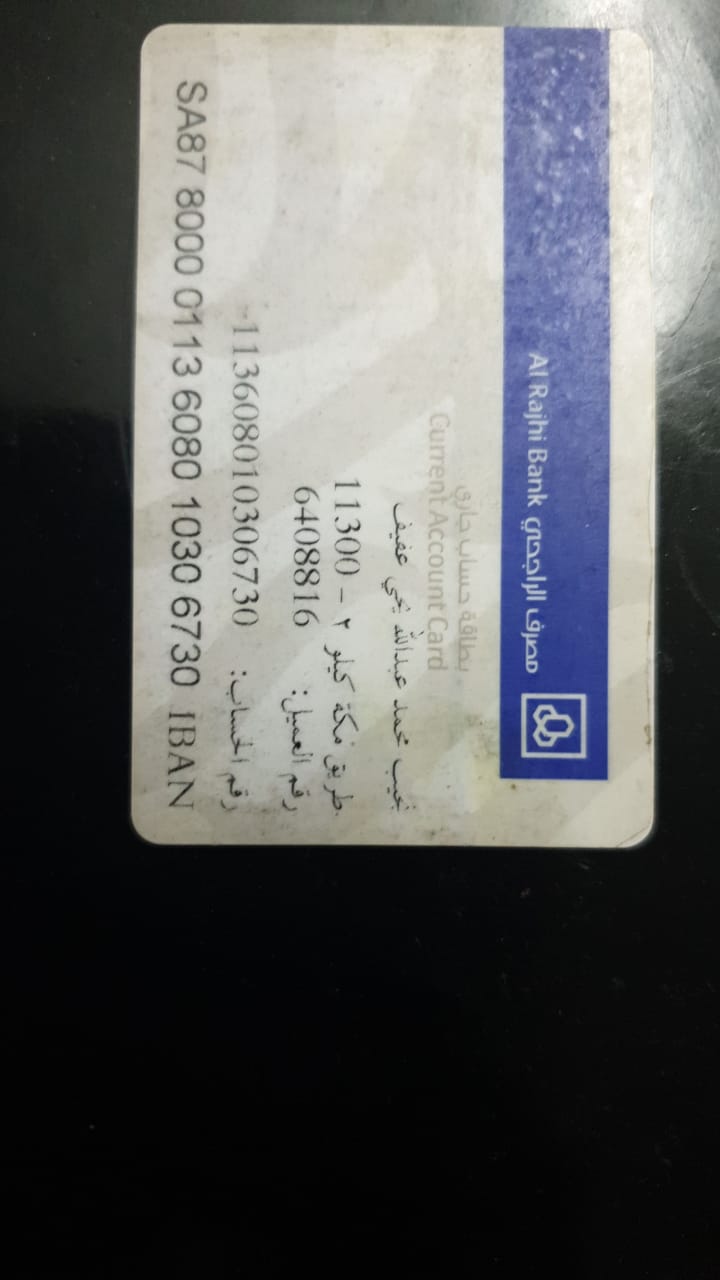 Al Rajhi Bank مصرف الراجحي
بطاقة حساب جاري
Current Account Card
نجيب محمد عبدالله يحي عفيف
طريق مكة كيلو ٢ - 11300
رقم العميل: 6408816
رقم الحساب: 113608010306730-
SA87 8000 0113 6080 1030 6730 IBAN